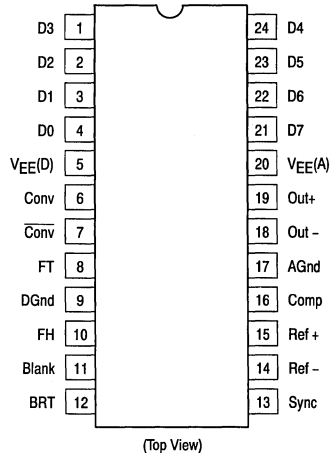 D3 1 24 D4
D2 2 23 D5
D1 3 22 D6
D0 4 21 D7
VEE(D) 5 20 VEE(A)
Conv 6 19 Out+
Conv 7 18 Out −
FT 8 17 AGnd
DGnd 9 16 Comp
FH 10 15 Ref +
Blank 11 14 Ref −
BRT 12 13 Sync
(Top View)